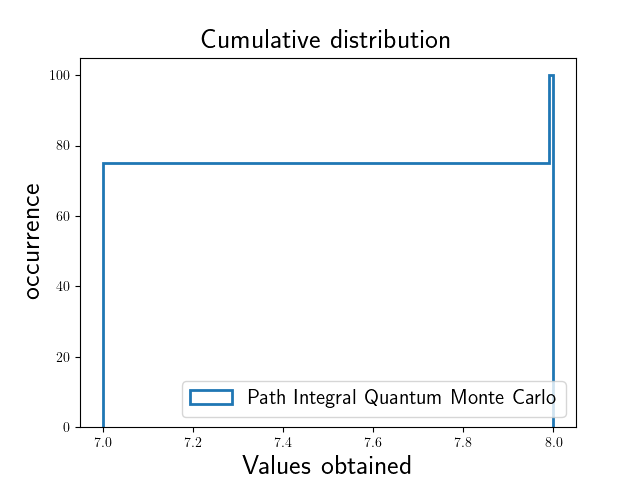 Cumulative distribution
100
80
60
40
20
0
occurrence
Path Integral Quantum Monte Carlo
7.0 7.2 7.4 7.6 7.8 8.0
Values obtained